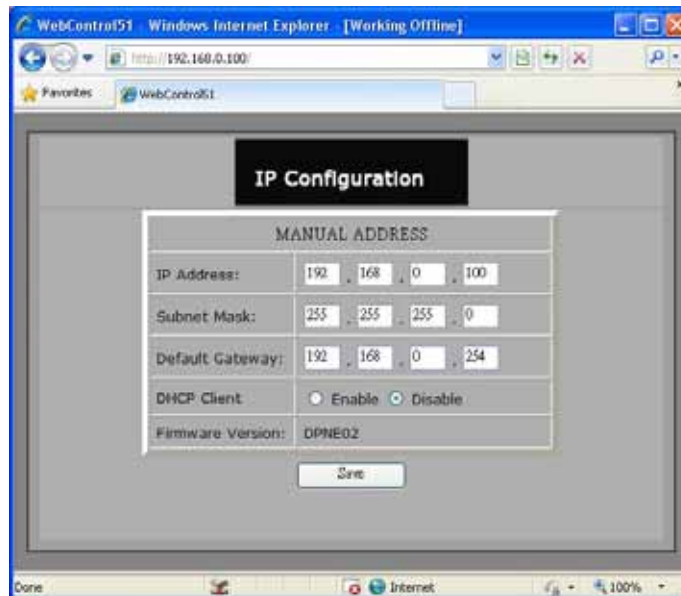 WebControl51 - Windows Internet Explorer - [Working Offline]
http://192.168.0.100/
Favorites WebControl51
IP Configuration
MANUAL ADDRESS
IP Address: 192 . 168 . 0 . 100
Subnet Mask: 255 . 255 . 255 . 0
Default Gateway: 192 . 168 . 0 . 254
DHCP Client Enable Disable
Firmware Version: DPNE02
Save
Done Internet 100%